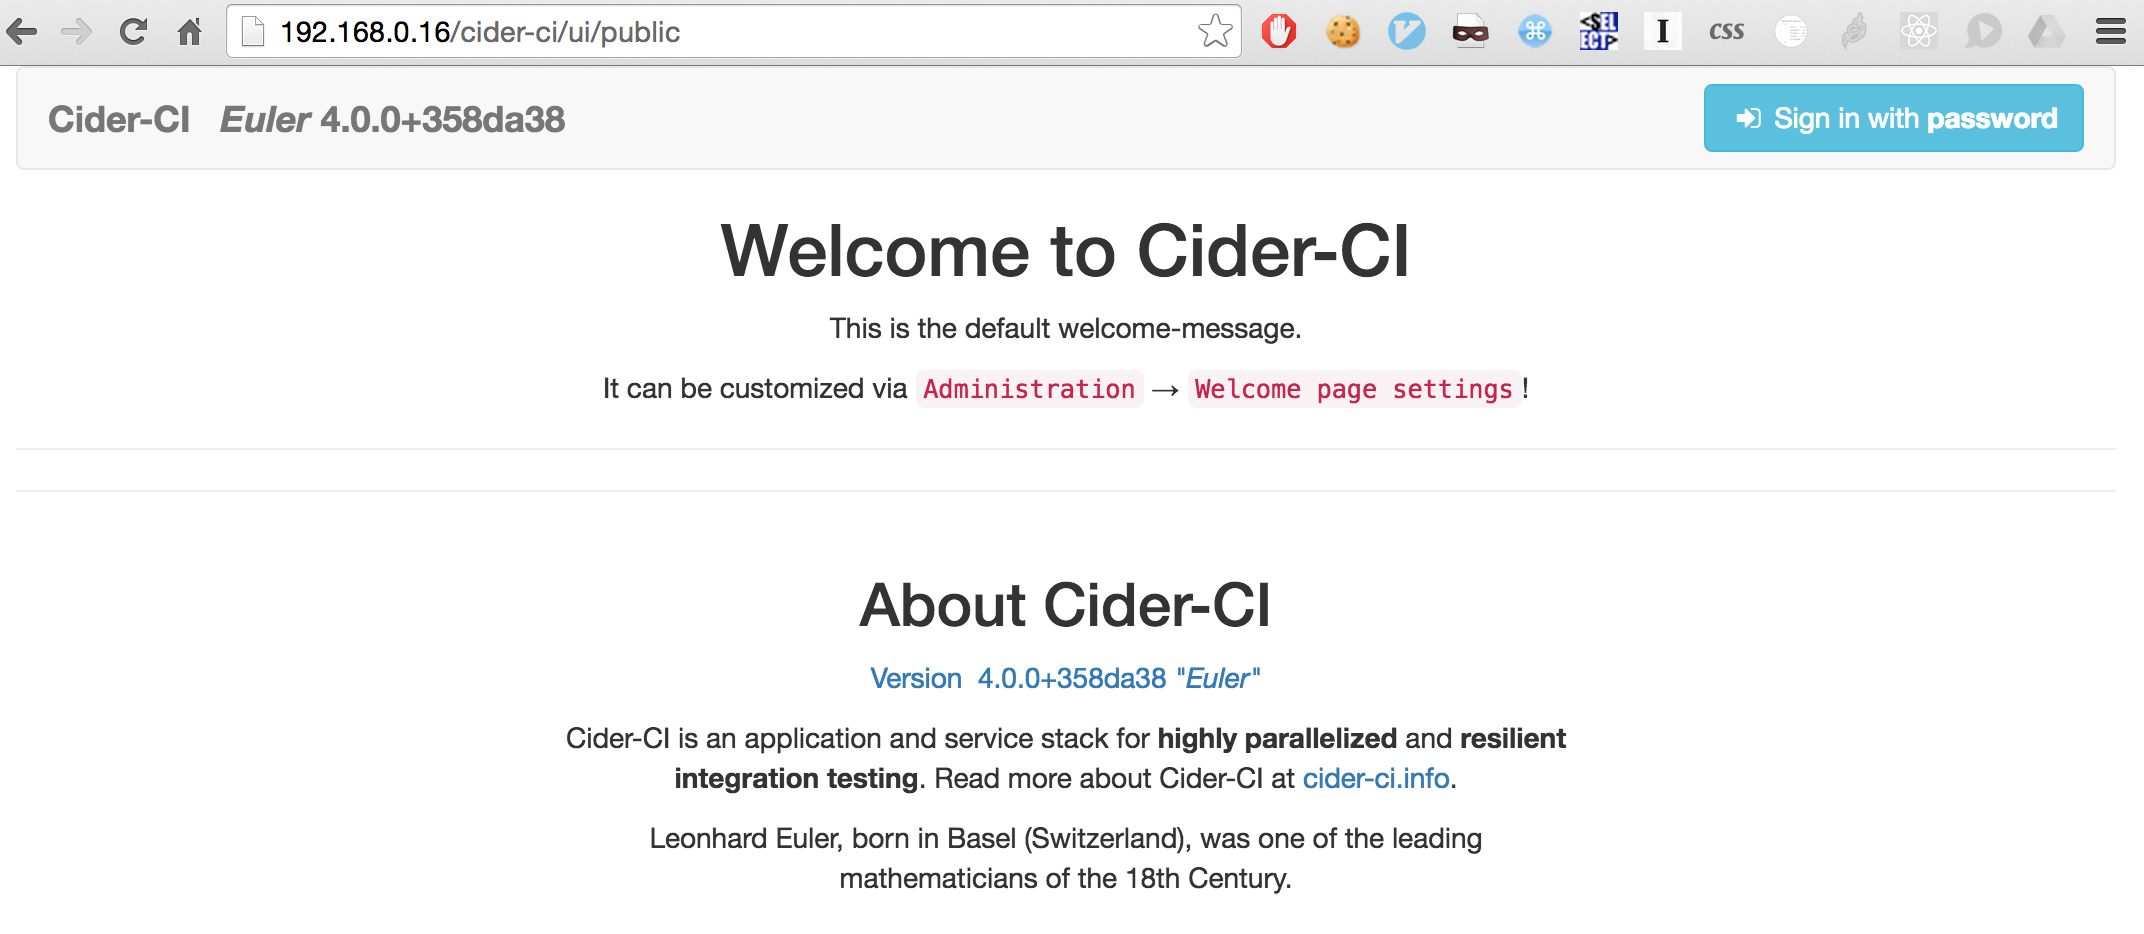 192.168.0.16/cider-ci/ui/public
<SEL
ECT>
I
CSS
Cider-CI Euler 4.0.0+358da38
Sign in with password
Welcome to Cider-CI
This is the default welcome-message.
It can be customized via Administration → Welcome page settings!
About Cider-CI
Version 4.0.0+358da38 "Euler"
Cider-CI is an application and service stack for highly parallelized and resilient
integration testing. Read more about Cider-CI at cider-ci.info.
Leonhard Euler, born in Basel (Switzerland), was one of the leading
mathematicians of the 18th Century.